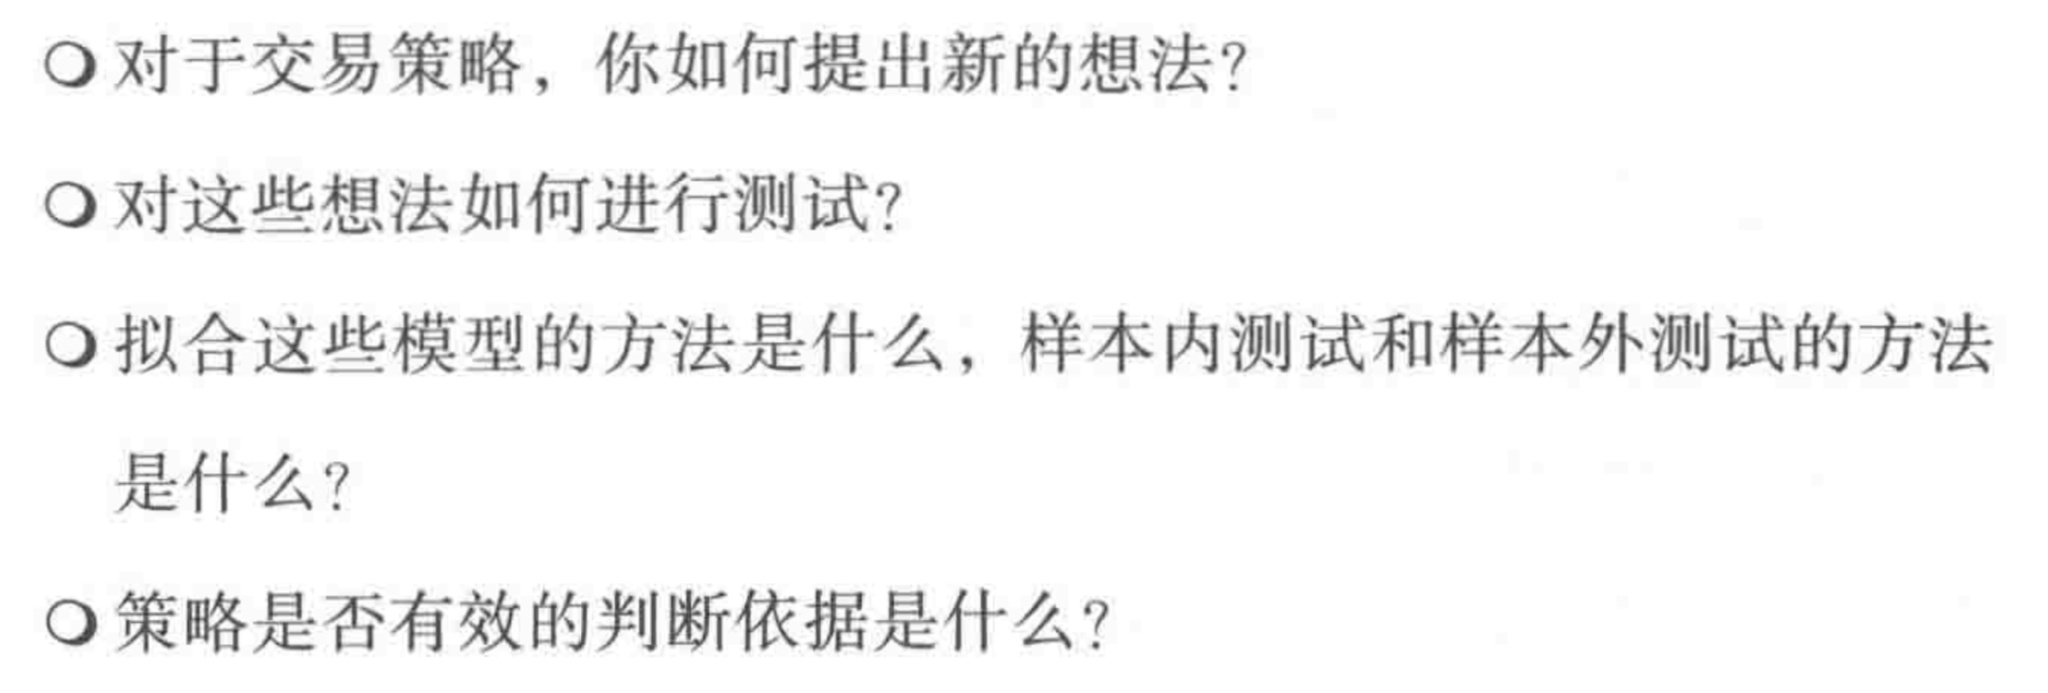 ❍对于交易策略，你如何提出新的想法？
❍对这些想法如何进行测试？
❍拟合这些模型的方法是什么，样本内测试和样本外测试的方法
是什么？
❍策略是否有效的判断依据是什么？